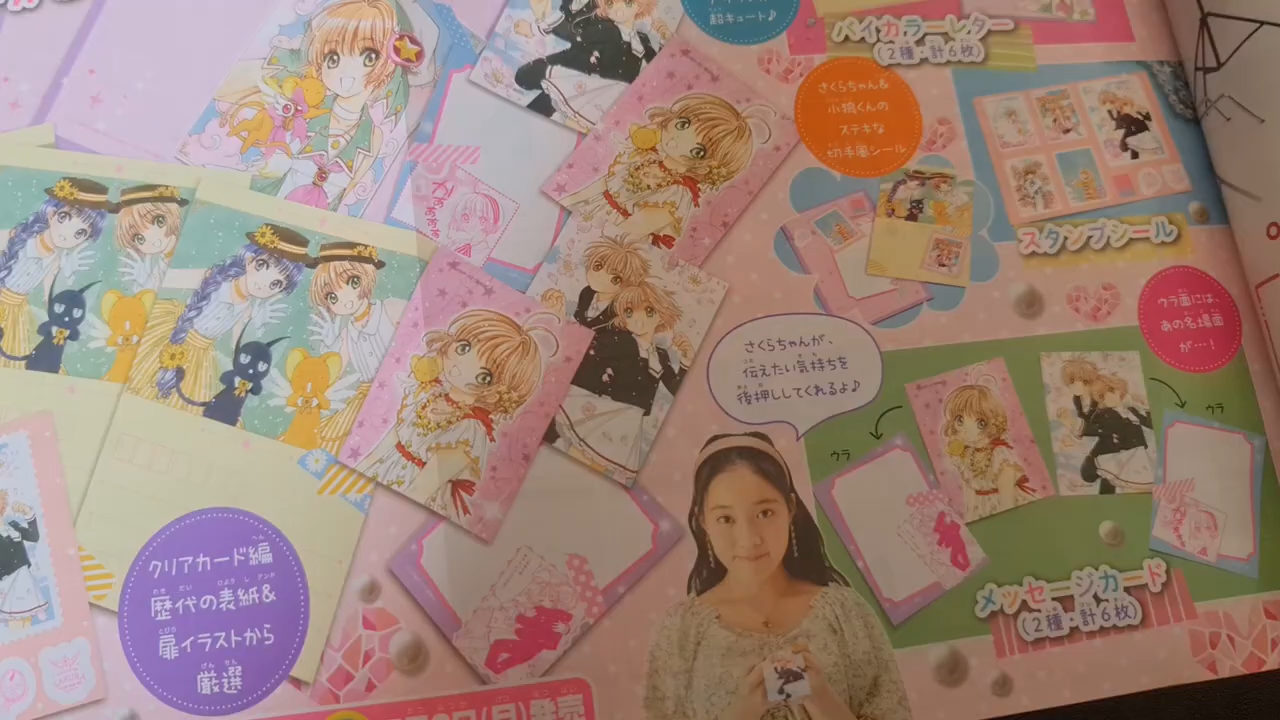 超キュート♪
バイカラーレター
(2種・計6枚)
さくらちゃん&
小狼くんの
ステキな
切手風シール
スタンプシール
ウラ面には、
あの名場面
が…!
さくらちゃんが、
伝えたい気持ちを
後押ししてくれるよ♪
ウラ
ウラ
メッセージカード
(2種・計6枚)
クリアカード編
歴代の表紙&
扉イラストから
厳選
(月)発売